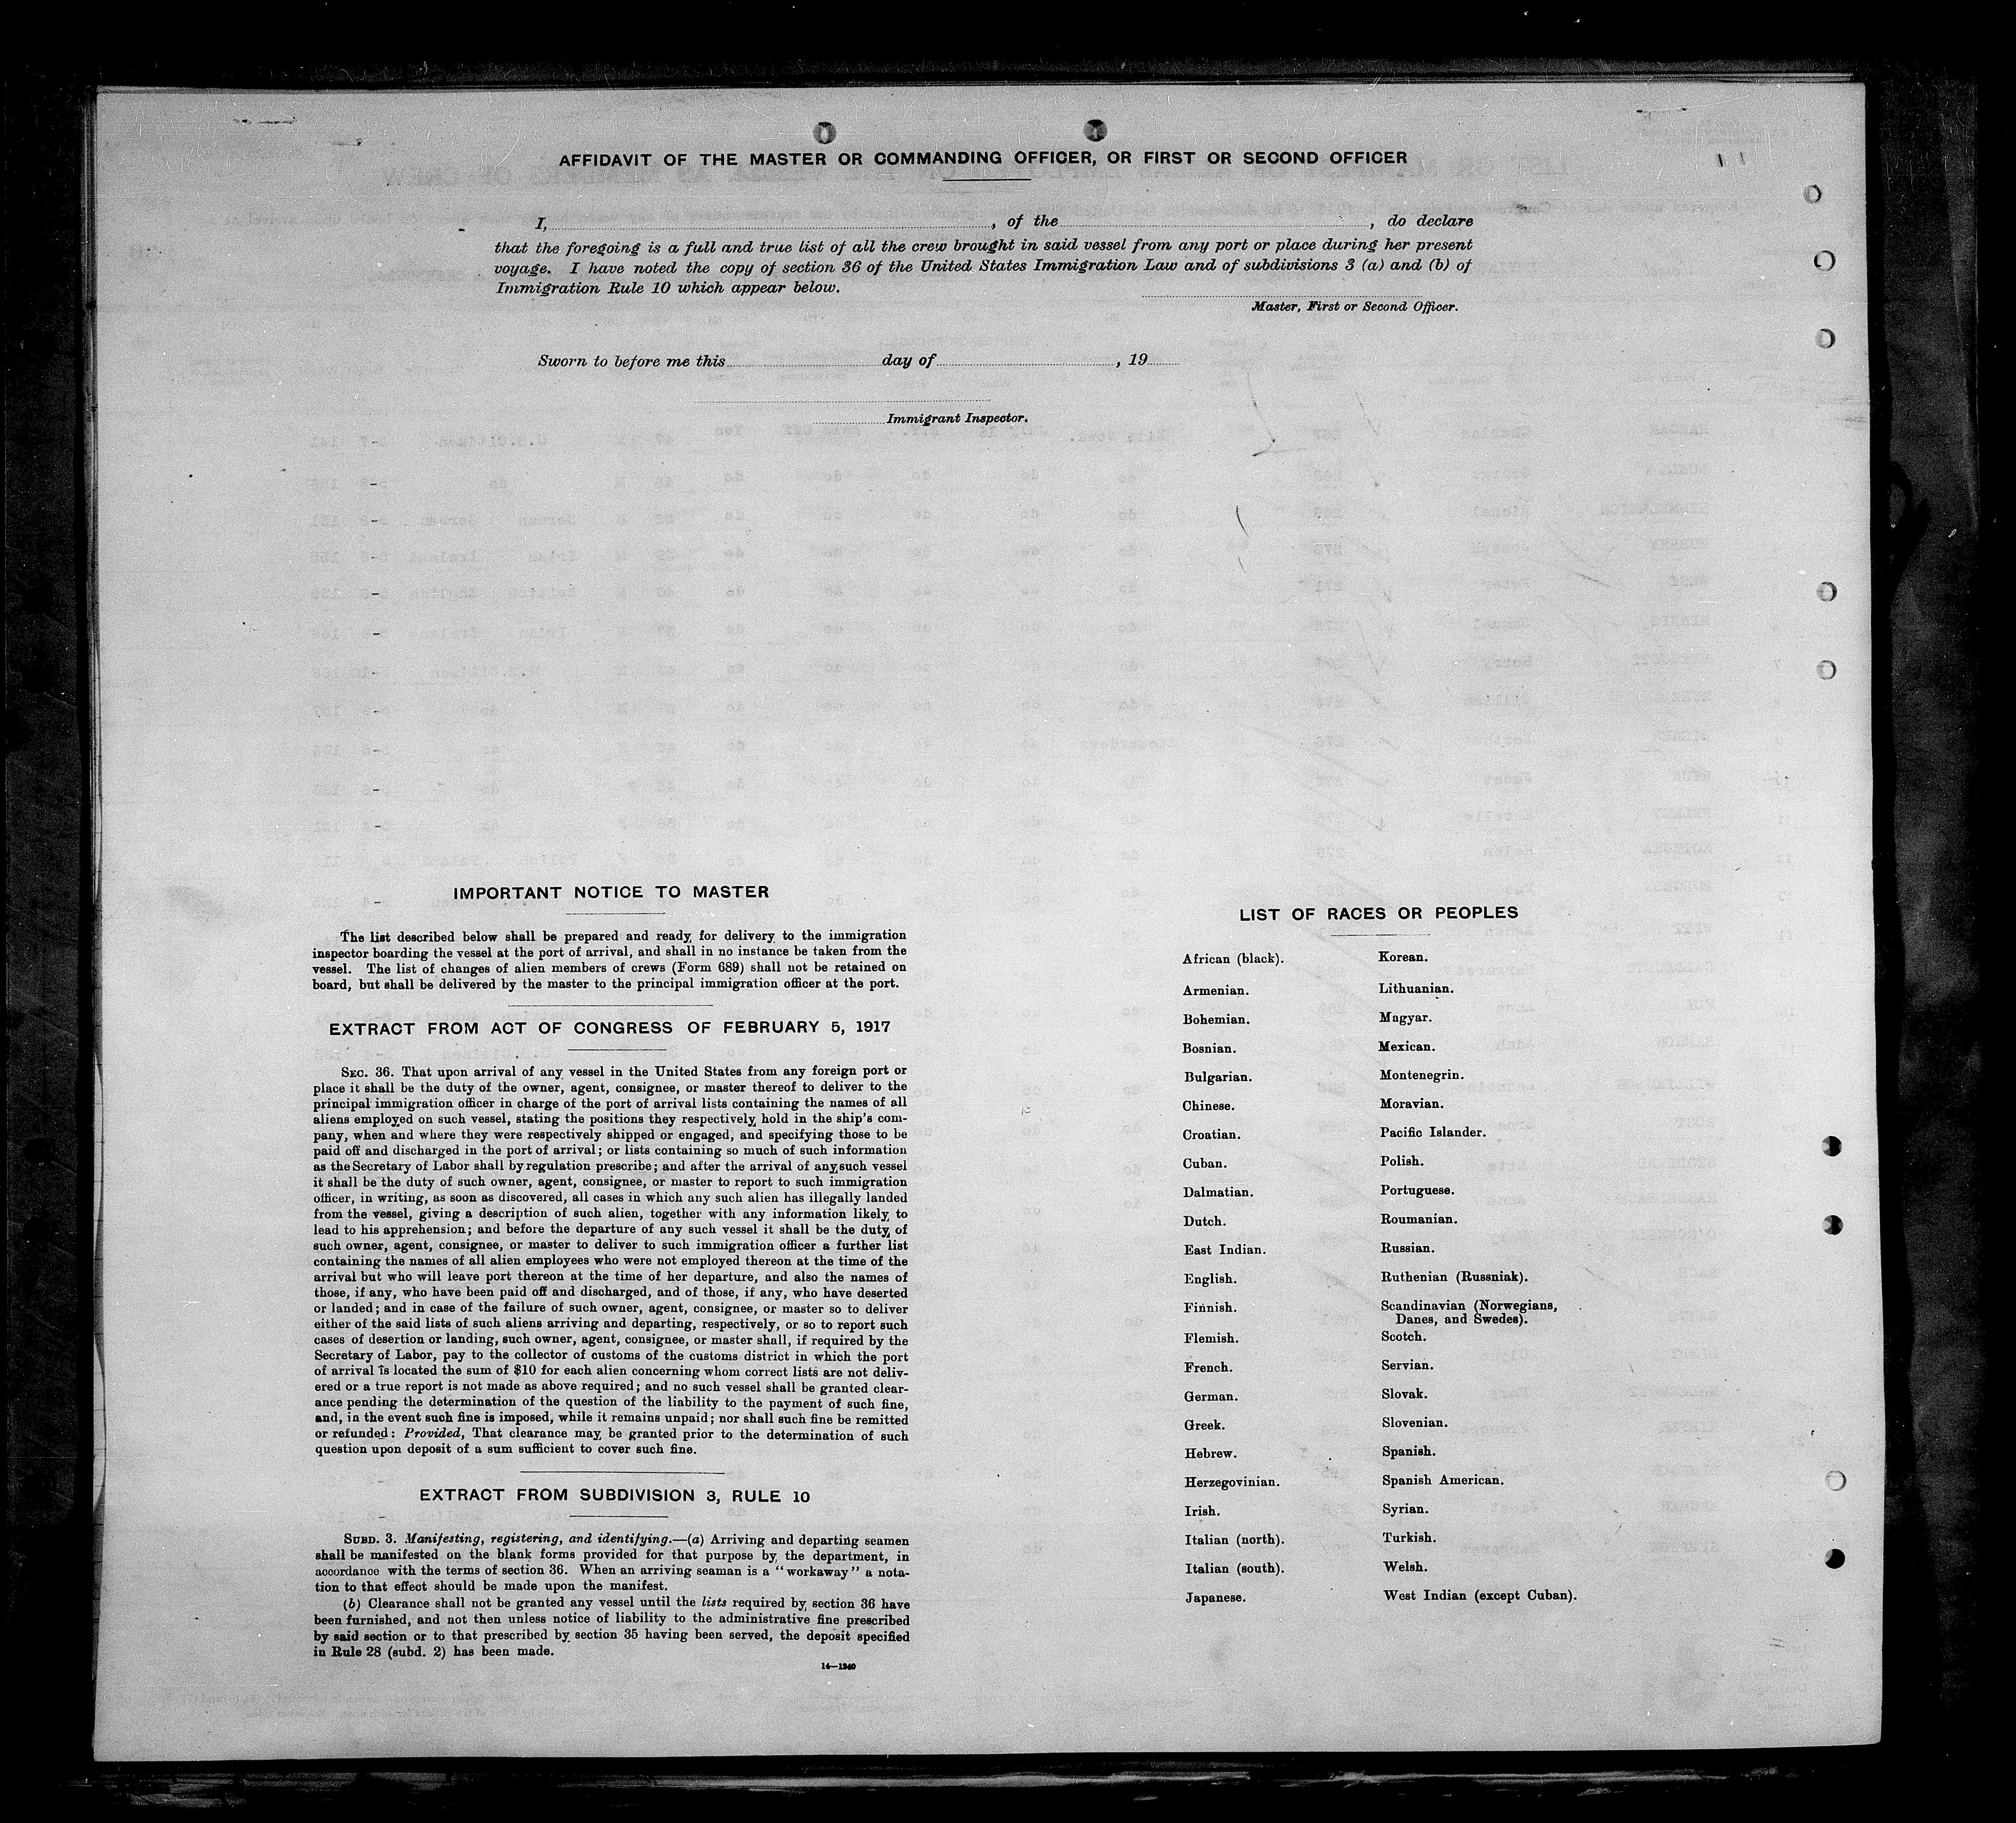 AFFIDAVIT OF THE MASTER OR COMMANDING OFFICER, OR FIRST OR SECOND OFFICER
I, , of the , do declare
that the foregoing is a full and true list of all the crew brought in said vessel from any port or place during her present
voyage. I have noted the copy of section 36 of the United States Immigration Law and of subdivisions 3 (a) and (b) of
Immigration Rule 10 which appear below.
Master, First or Second Officer.
Sworn to before me this day of , 19
Immigrant Inspector.
IMPORTANT NOTICE TO MASTER
The list described below shall be prepared and ready for delivery to the immigration
inspector boarding the vessel at the port of arrival, and shall in no instance be taken from the
vessel. The list of changes of alien members of crews (Form 689) shall not be retained on
board, but shall be delivered by the master to the principal immigration officer at the port.
EXTRACT FROM ACT OF CONGRESS OF FEBRUARY 5, 1917
SEC. 36. That upon arrival of any vessel in the United States from any foreign port or
place it shall be the duty of the owner, agent, consignee, or master thereof to deliver to the
principal immigration officer in charge of the port of arrival lists containing the names of all
aliens employed on such vessel, stating the positions they respectively hold in the ship's com-
pany, when and where they were respectively shipped or engaged, and specifying those to be
paid off and discharged in the port of arrival; or lists containing so much of such information
as the Secretary of Labor shall by regulation prescribe; and after the arrival of any such vessel
it shall be the duty of such owner, agent, consignee, or master to report to such immigration
officer, in writing, as soon as discovered, all cases in which any such alien has illegally landed
from the vessel, giving a description of such alien, together with any information likely to
lead to his apprehension; and before the departure of any such vessel it shall be the duty of
such owner, agent, consignee, or master to deliver to such immigration officer a further list
containing the names of all alien employees who were not employed thereon at the time of the
arrival but who will leave port thereon at the time of her departure, and also the names of
those, if any, who have been paid off and discharged, and of those, if any, who have deserted
or landed; and in case of the failure of such owner, agent, consignee, or master so to deliver
either of the said lists of such aliens arriving and departing, respectively, or so to report such
cases of desertion or landing, such owner, agent, consignee, or master shall, if required by the
Secretary of Labor, pay to the collector of customs of the customs district in which the port
of arrival is located the sum of $10 for each alien concerning whom correct lists are not deliv-
ered or a true report is not made as above required; and no such vessel shall be granted clear-
ance pending the determination of the question of the liability to the payment of such fine,
and, in the event such fine is imposed, while it remains unpaid; nor shall such fine be remitted
or refunded: Provided, That clearance may be granted prior to the determination of such
question upon deposit of a sum sufficient to cover such fine.
EXTRACT FROM SUBDIVISION 3, RULE 10
SUBD. 3. Manifesting, registering, and identifying.—(a) Arriving and departing seamen
shall be manifested on the blank forms provided for that purpose by the department, in
accordance with the terms of section 36. When an arriving seaman is a "workaway" a nota-
tion to that effect should be made upon the manifest.
(b) Clearance shall not be granted any vessel until the lists required by section 36 have
been furnished, and not then unless notice of liability to the administrative fine prescribed
by said section or to that prescribed by section 35 having been served, the deposit specified
in Rule 28 (subd. 2) has been made.
14—1240
LIST OF RACES OR PEOPLES
African (black).
Armenian.
Bohemian.
Bosnian.
Bulgarian.
Chinese.
Croatian.
Cuban.
Dalmatian.
Dutch.
East Indian.
English.
Finnish.
Flemish.
French.
German.
Greek.
Hebrew.
Herzegovinian.
Irish.
Italian (north).
Italian (south).
Japanese.
Korean.
Lithuanian.
Magyar.
Mexican.
Montenegrin.
Moravian.
Pacific Islander.
Polish.
Portuguese.
Roumanian.
Russian.
Ruthenian (Russniak).
Scandinavian (Norwegians,
Danes, and Swedes).
Scotch.
Servian.
Slovak.
Slovenian.
Spanish.
Spanish American.
Syrian.
Turkish.
Welsh.
West Indian (except Cuban).